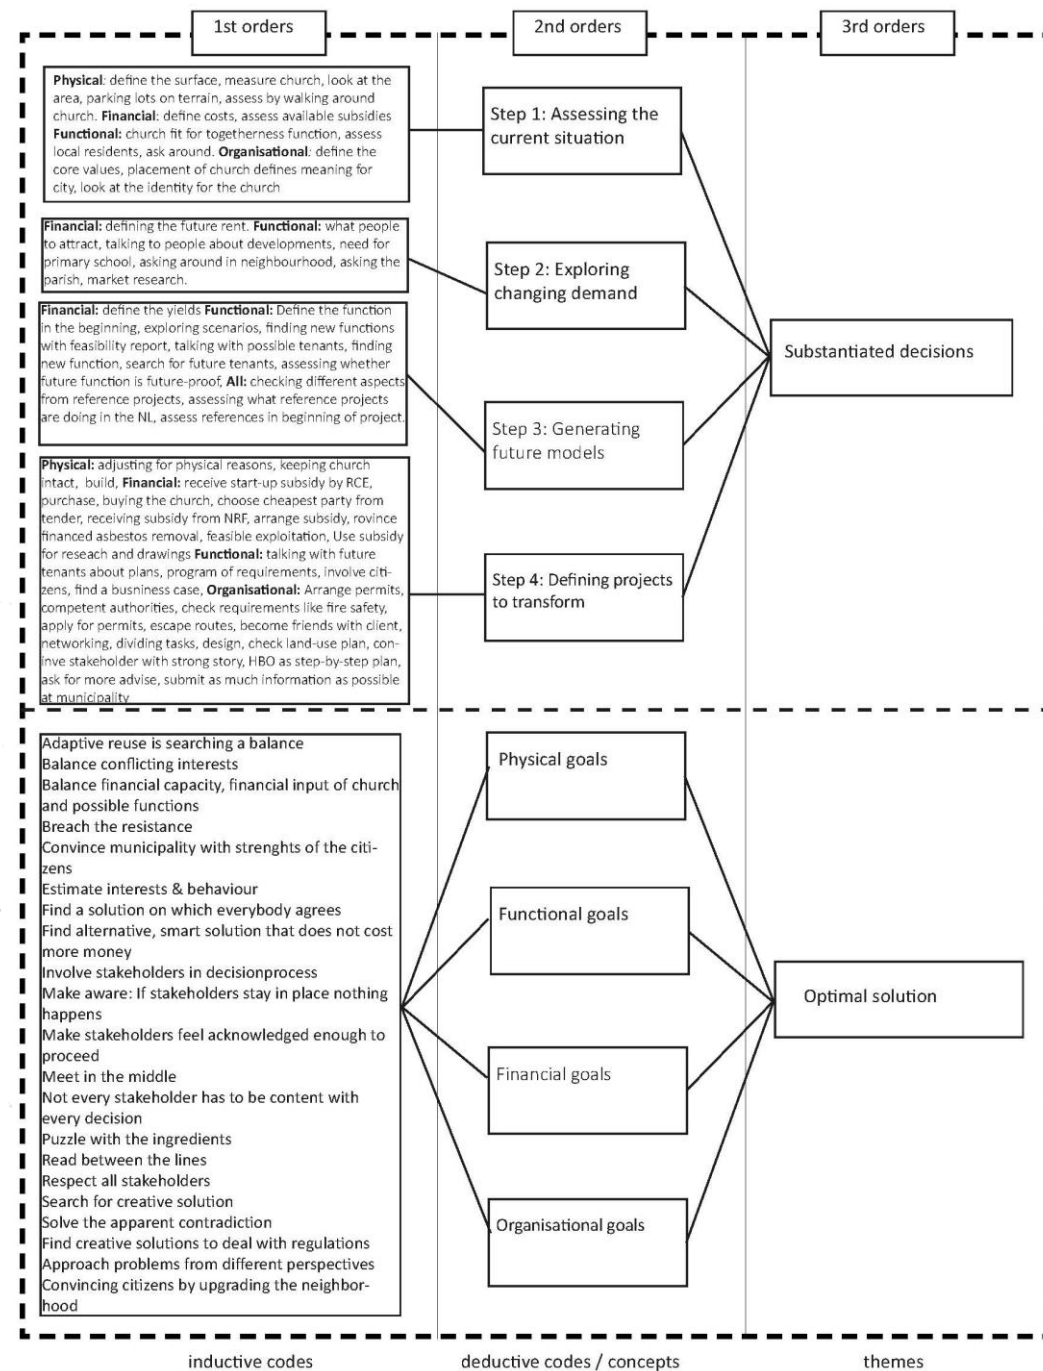 1st orders
2nd orders
3rd orders
Physical: define the surface, measure church, look at the
area, parking lots on terrain, assess by walking around
church. Financial: define costs, assess available subsidies
Functional: church fit for togetherness function, assess
local residents, ask around. Organisational: define the
core values, placement of church defines meaning for
city, look at the identity for the church
Step 1: Assessing the
current situation
Financial: defining the future rent. Functional: what people
to attract, talking to people about developments, need for
primary school, asking around in neighbourhood, asking the
parish, market research.
Step 2: Exploring
changing demand
Financial: define the yields Functional: Define the function
in the beginning, exploring scenarios, finding new functions
with feasibility report, talking with possible tenants, finding
new function, search for future tenants, assessing whether
future function is future-proof, All: checking different aspects
from reference projects, assessing what reference projects
are doing in the NL, assess references in beginning of project.
Step 3: Generating
future models
Substantiated decisions
Physical: adjusting for physical reasons, keeping church
intact, build, Financial: receive start-up subsidy by RCE,
purchase, buying the church, choose cheapest party from
tender, receiving subsidy from NRF, arrange subsidy, rovince
financed asbestos removal, feasible exploitation, Use subsidy
for reseach and drawings Functional: talking with future
tenants about plans, program of requirements, involve citi-
zens, find a busniness case, Organisational: Arrange permits,
competent authorities, check requirements like fire safety,
apply for permits, escape routes, become friends with client,
networking, dividing tasks, design, check land-use plan, con-
inve stakeholder with strong story, HBO as step-by-step plan,
ask for more advise, submit as much information as possible
at municipality
Step 4: Defining projects
to transform
Adaptive reuse is searching a balance
Balance conflicting interests
Balance financial capacity, financial input of church
and possible functions
Breach the resistance
Convince municipality with strenghts of the citi-
zens
Estimate interests & behaviour
Find a solution on which everybody agrees
Find alternative, smart solution that does not cost
more money
Involve stakeholders in decisionprocess
Make aware: If stakeholders stay in place nothing
happens
Make stakeholders feel acknowledged enough to
proceed
Meet in the middle
Not every stakeholder has to be content with
every decision
Puzzle with the ingredients
Read between the lines
Respect all stakeholders
Search for creative solution
Solve the apparent contradiction
Find creative solutions to deal with regulations
Approach problems from different perspectives
Convincing citizens by upgrading the neighbor-
hood
Physical goals
Functional goals
Financial goals
Organisational goals
Optimal solution
inductive codes
deductive codes / concepts
themes